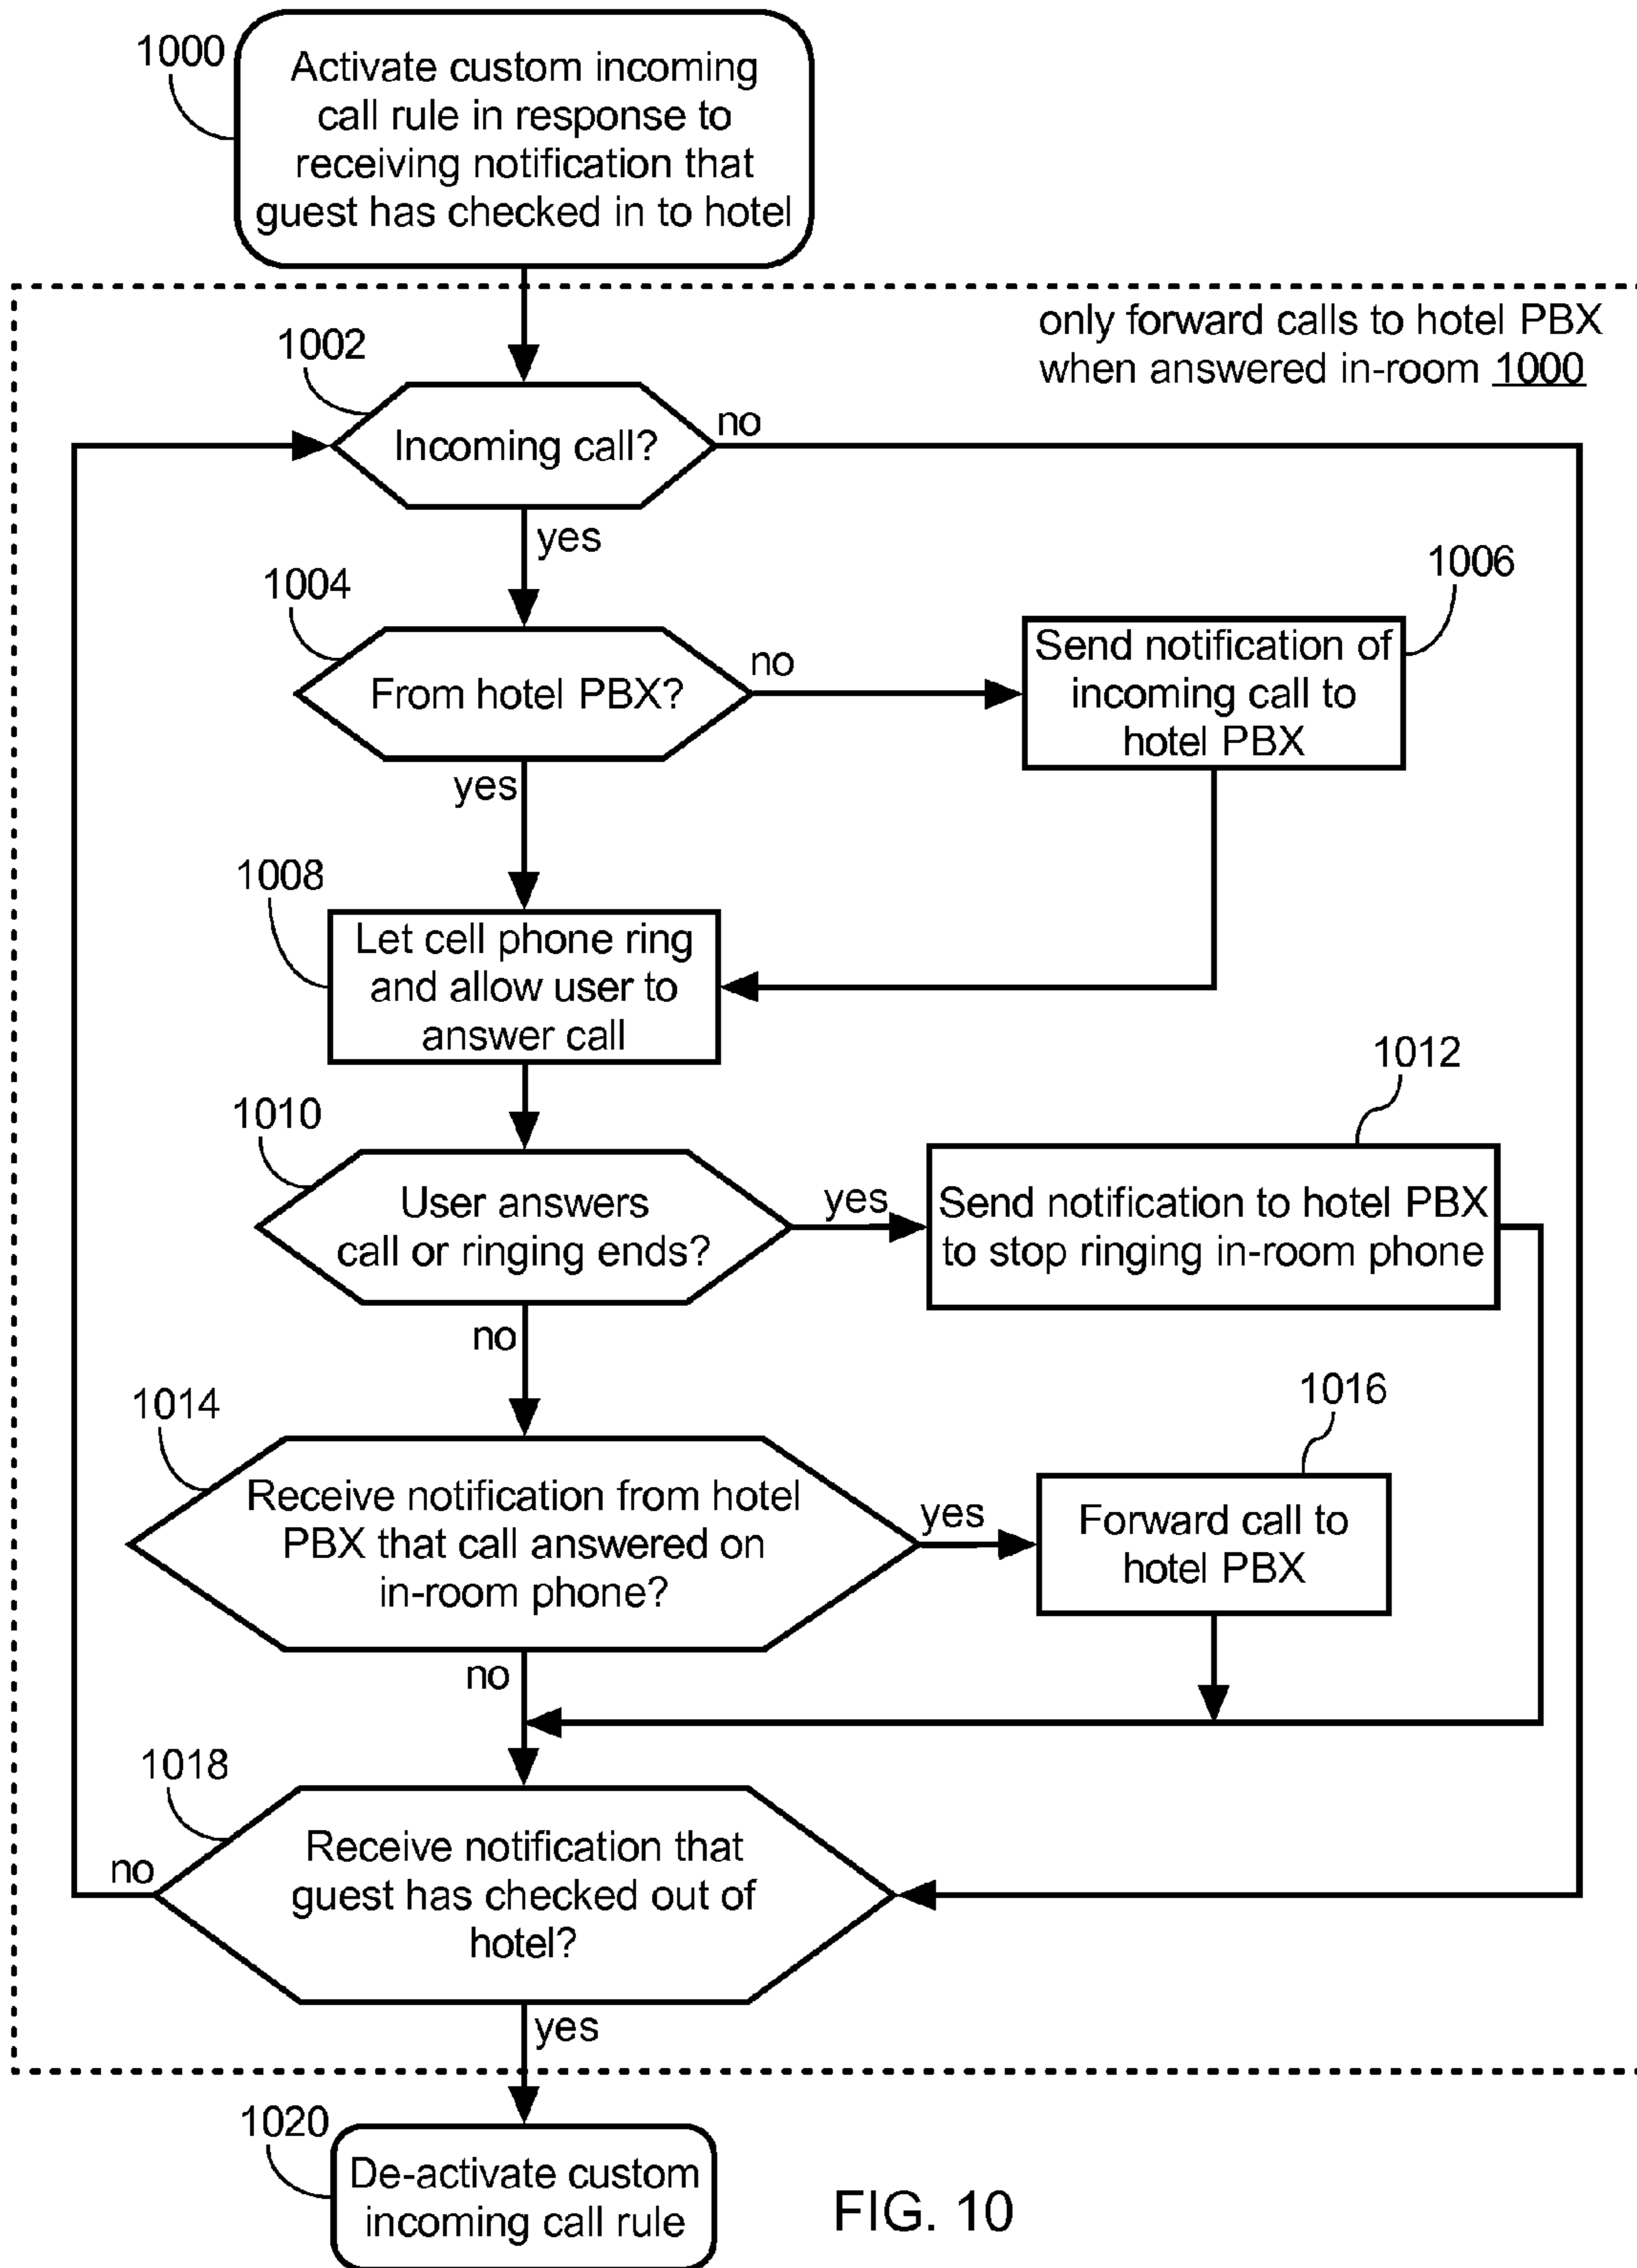 1000
Activate custom incoming
call rule in response to
receiving notification that
guest has checked in to hotel
only forward calls to hotel PBX
when answered in-room 1000
1002
Incoming call?
no
yes
1004
From hotel PBX?
no
yes
1006
Send notification of
incoming call to
hotel PBX
1008
Let cell phone ring
and allow user to
answer call
1010
User answers
call or ringing ends?
yes
no
1012
Send notification to hotel PBX
to stop ringing in-room phone
1014
Receive notification from hotel
PBX that call answered on
in-room phone?
yes
no
1016
Forward call to
hotel PBX
1018
Receive notification that
guest has checked out of
hotel?
no
yes
1020
De-activate custom
incoming call rule
FIG. 10